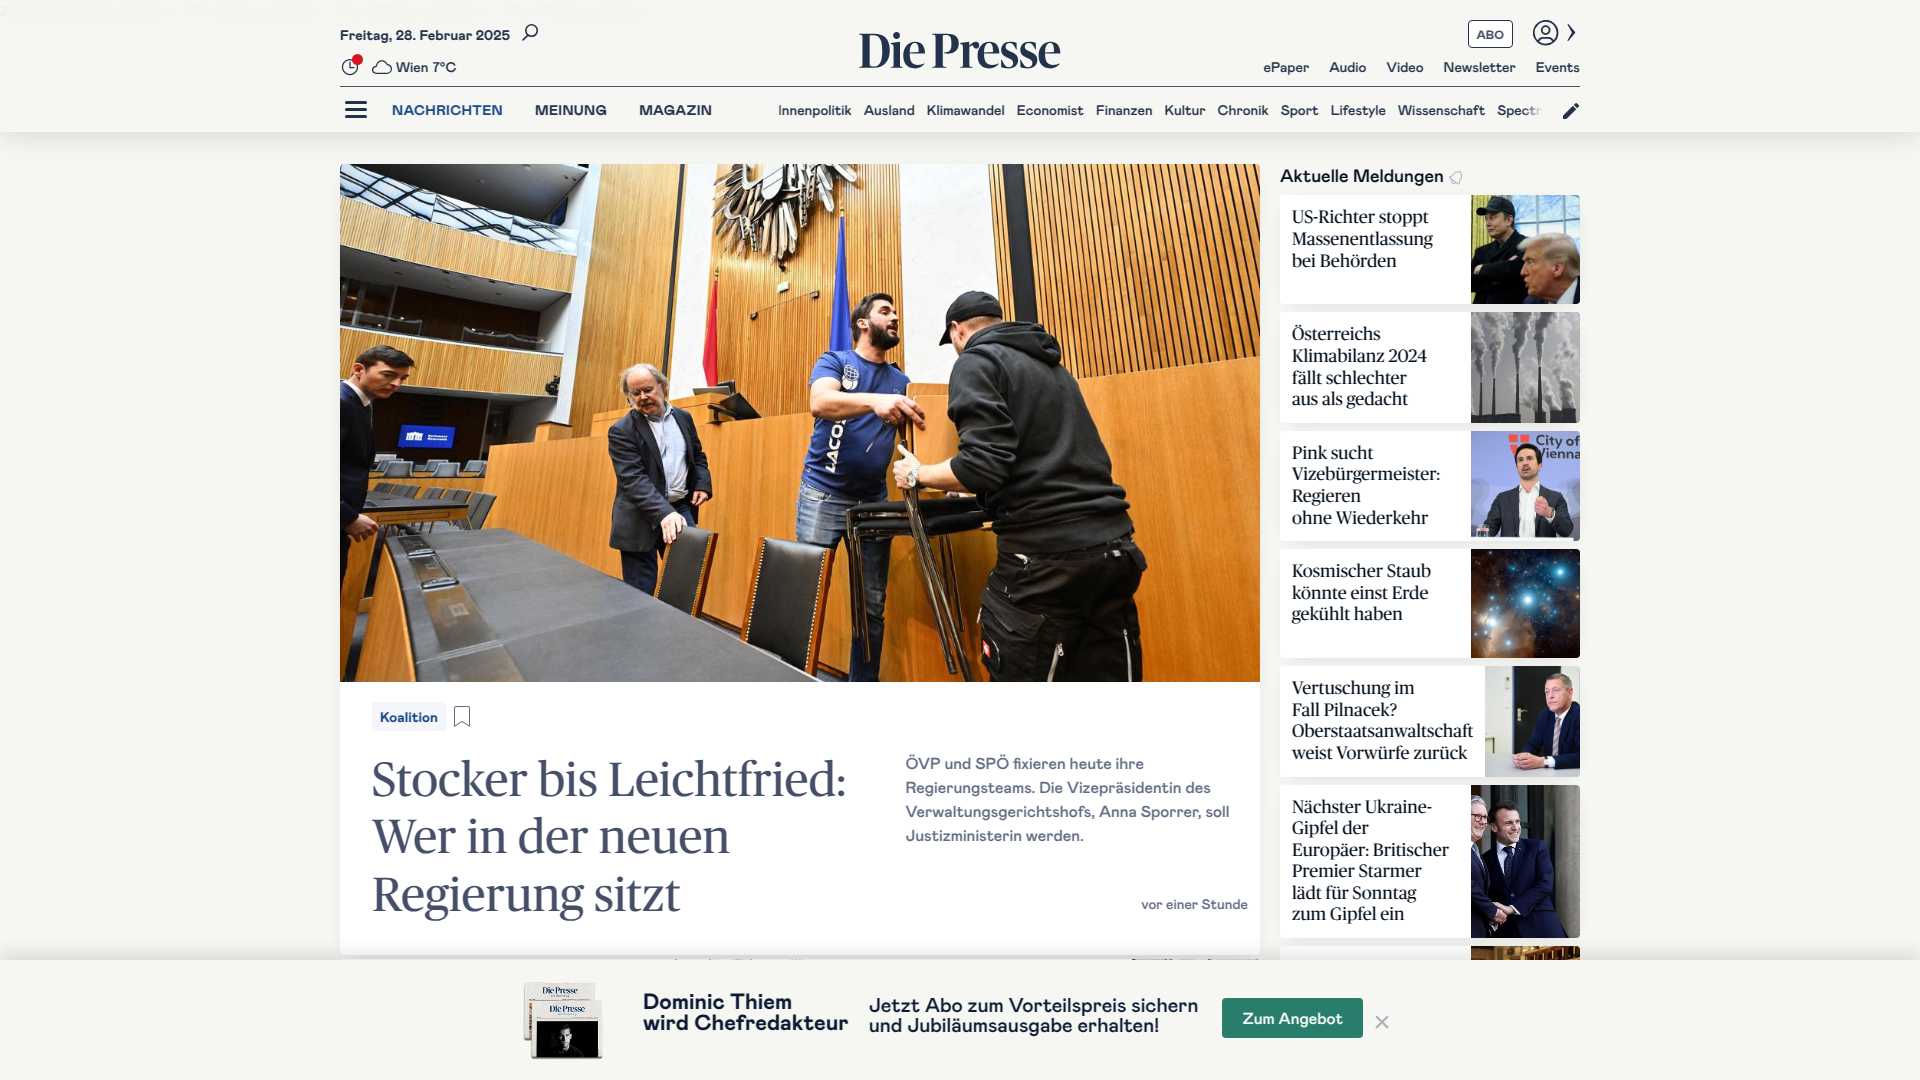 Freitag, 28. Februar 2025
Die Presse
ABO
Wien 7°C
ePaper Audio Video Newsletter Events
NACHRICHTEN MEINUNG MAGAZIN
Innenpolitik Ausland Klimawandel Economist Finanzen Kultur Chronik Sport Lifestyle Wissenschaft Spectr
LACOS
Koalition
Stocker bis Leichtfried:
Wer in der neuen
Regierung sitzt
ÖVP und SPÖ fixieren heute ihre
Regierungsteams. Die Vizepräsidentin des
Verwaltungsgerichtshofs, Anna Sporrer, soll
Justizministerin werden.
vor einer Stunde
Aktuelle Meldungen
US-Richter stoppt
Massenentlassung
bei Behörden
Österreichs
Klimabilanz 2024
fällt schlechter
aus als gedacht
Pink sucht
Vizebürgermeister:
Regieren
ohne Wiederkehr
City of
Vienna
Kosmischer Staub
könnte einst Erde
gekühlt haben
Vertuschung im
Fall Pilnacek?
Oberstaatsanwaltschaft
weist Vorwürfe zurück
Nächster Ukraine-
Gipfel der
Europäer: Britischer
Premier Starmer
lädt für Sonntag
zum Gipfel ein
Die Presse
Die Presse
Dominic Thiem
wird Chefredakteur
Jetzt Abo zum Vorteilspreis sichern
und Jubiläumsausgabe erhalten!
Zum Angebot